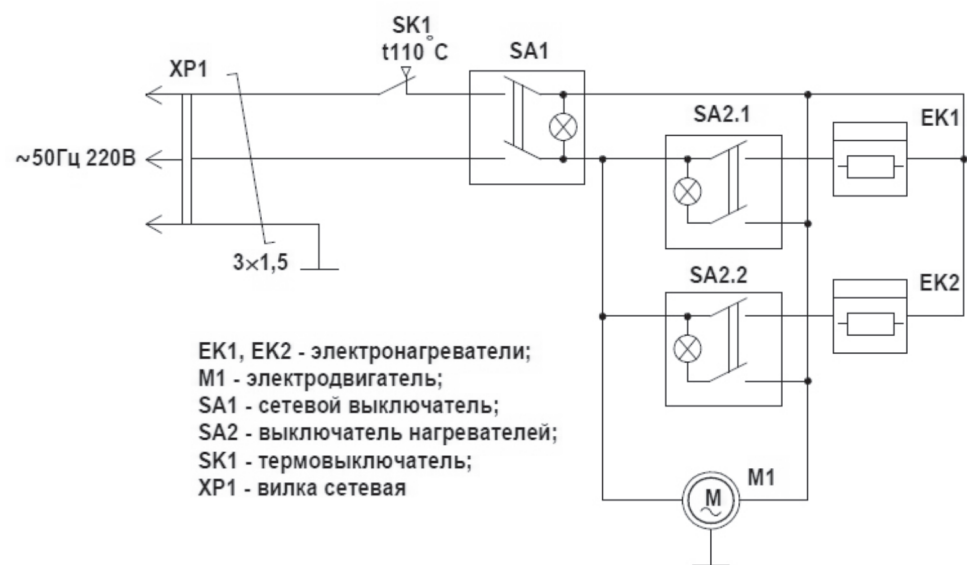 SK1
t110°C
SA1
XP1
SA2.1
EK1
~50Гц 220В
3×1,5
SA2.2
EK2
EK1, EK2 - электронагреватели;
M1 - электродвигатель;
SA1 - сетевой выключатель;
SA2 - выключатель нагревателей;
SK1 - термовыключатель;
XP1 - вилка сетевая
M1
M